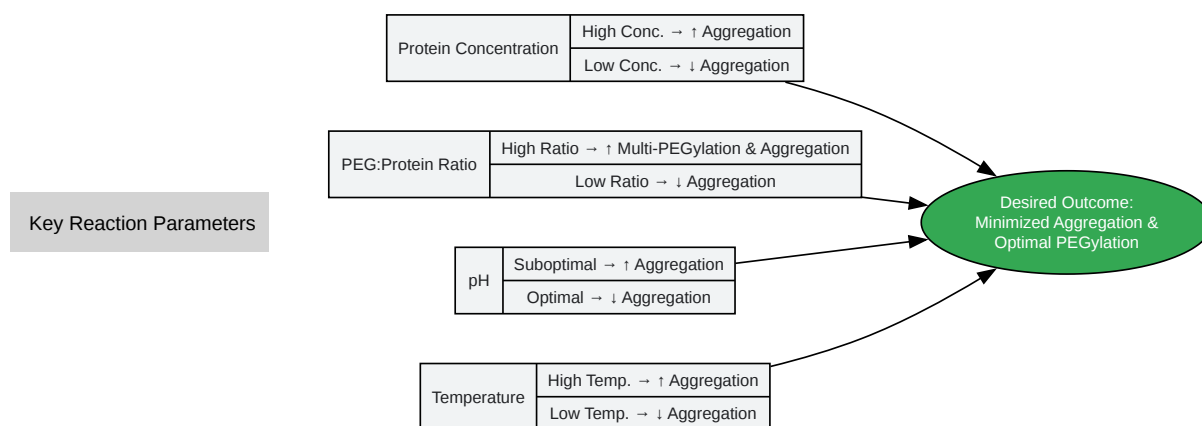 Key Reaction Parameters
Protein Concentration
High Conc. → ↑ Aggregation
Low Conc. → ↓ Aggregation
PEG:Protein Ratio
High Ratio → ↑ Multi-PEGylation & Aggregation
Low Ratio → ↓ Aggregation
pH
Suboptimal → ↑ Aggregation
Optimal → ↓ Aggregation
Temperature
High Temp. → ↑ Aggregation
Low Temp. → ↓ Aggregation
Desired Outcome:
Minimized Aggregation &
Optimal PEGylation